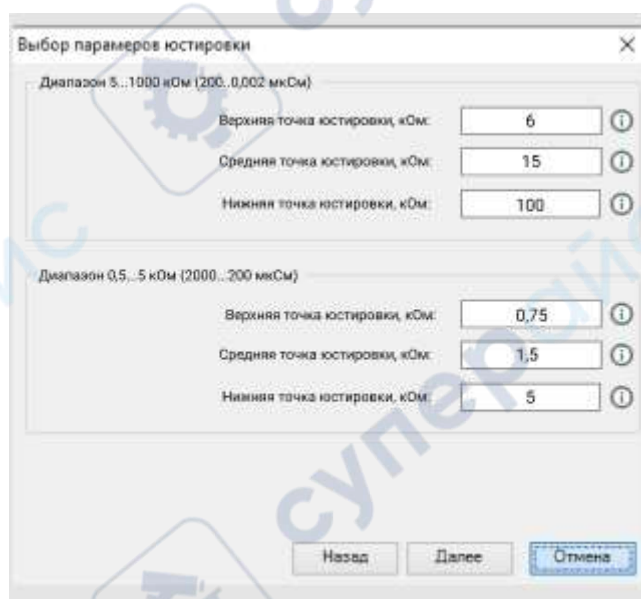 Выбор парамеров юстировки
Диапазон 5...1000 кОм (200..0,002 мкСм)
Верхняя точка юстировки, кОм: 6
Средняя точка юстировки, кОм: 15
Нижняя точка юстировки, кОм: 100
Диапазон 0,5...5 кОм (2000...200 мкСм)
Верхняя точка юстировки, кОм: 0,75
Средняя точка юстировки, кОм: 1,5
Нижняя точка юстировки, кОм: 5
Назад Далее Отмена
суперайс